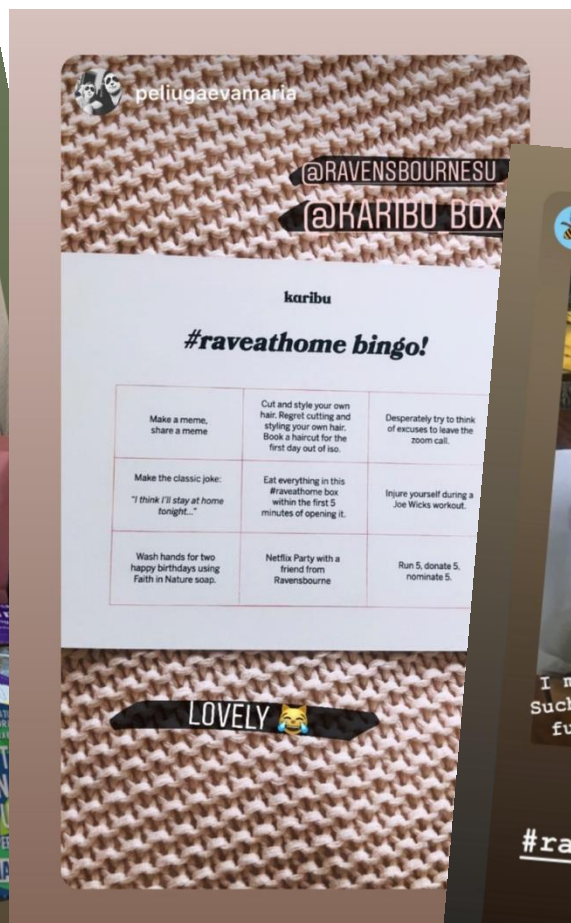 peliugaevamaria
@RAVENSBOURNESU
@KARIBU_BOX
karibu
#raveathome bingo!
Make a meme,
share a meme
Cut and style your own
hair. Regret cutting and
styling your own hair.
Book a haircut for the
first day out of iso.
Desperately try to think
of excuses to leave the
zoom call.
Make the classic joke:
"I think I'll stay at home
tonight..."
Eat everything in this
#raveathome box
within the first 5
minutes of opening it.
Injure yourself during a
Joe Wicks workout.
Wash hands for two
happy birthdays using
Faith in Nature soap.
Netflix Party with a
friend from
Ravensbourne
Run 5, donate 5,
nominate 5.
LOVELY 😹
I
#ra